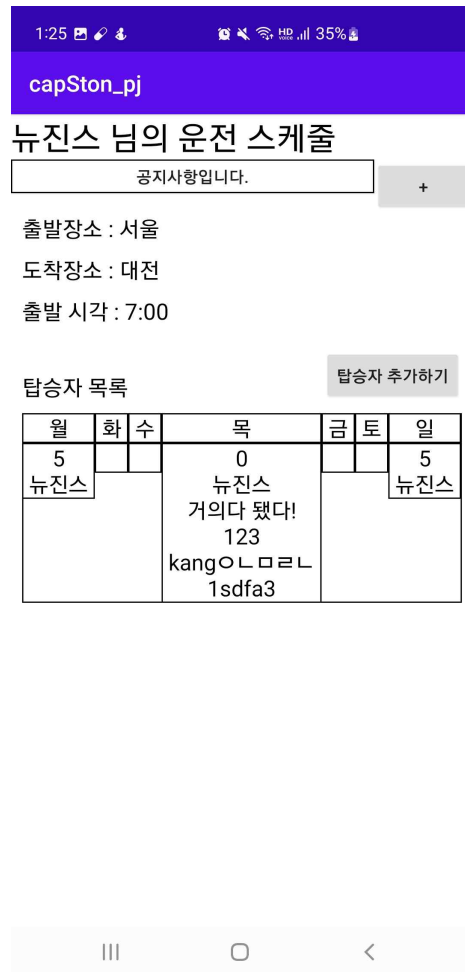 1:25 HD voice 35%
capSton_pj
뉴진스 님의 운전 스케줄
공지사항입니다.
+
출발장소 : 서울
도착장소 : 대전
출발 시각 : 7:00
탑승자 추가하기
탑승자 목록
월 화 수 목 금 토 일
5 0 5
뉴진스 뉴진스 뉴진스
거의다 됐다!
123
kangㅇㄴㅁㄹㄴ
1sdfa3